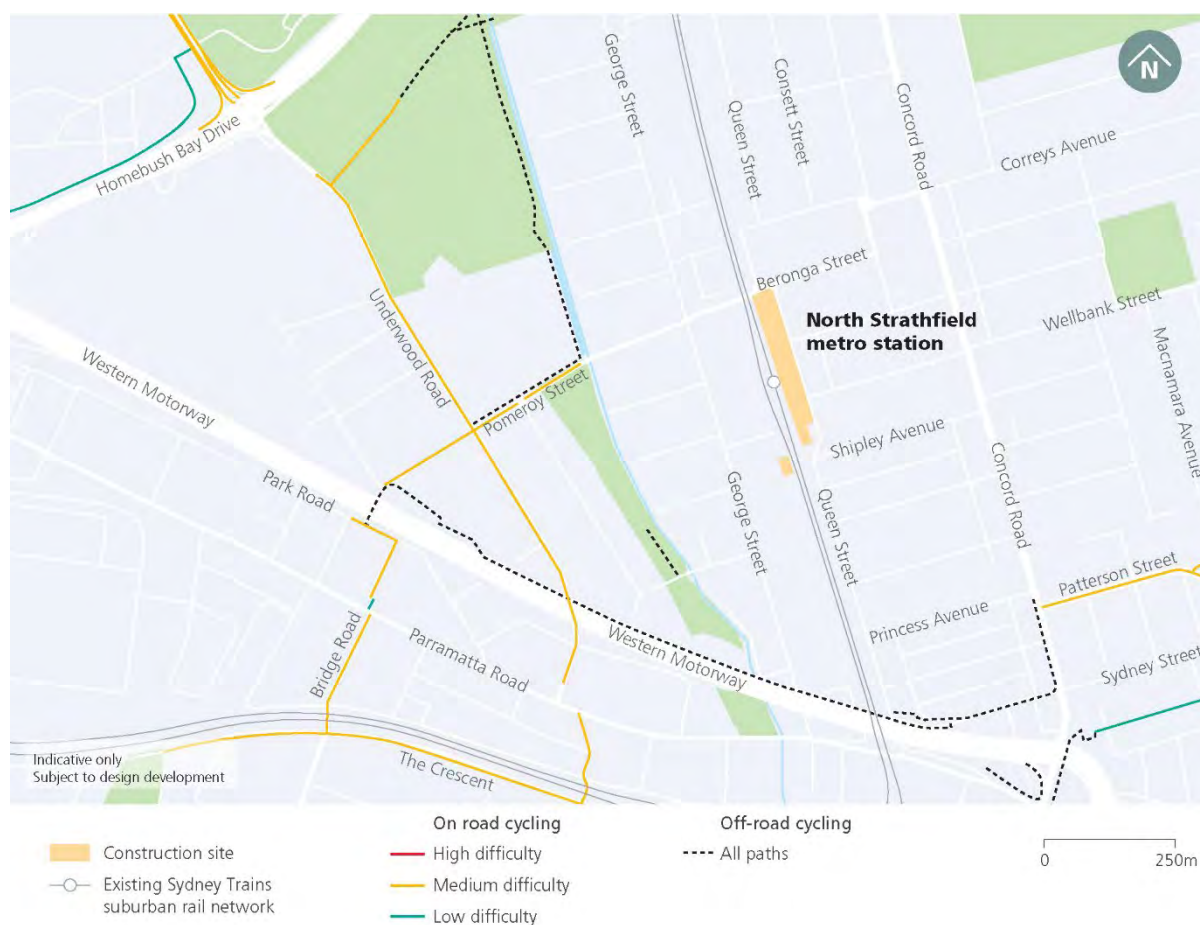 N
George Street
Queen Street
Consett Street
Concord Road
Correys Avenue
Homebush Bay Drive
Beronga Street
North Strathfield
metro station
Wellbank Street
Macnamara Avenue
Underwood Road
Western Motorway
Pomeroy Street
Shipley Avenue
Park Road
George Street
Queen Street
Concord Road
Patterson Street
Princess Avenue
Bridge Road
Parramatta Road
Western Motorway
Sydney Street
The Crescent
Indicative only
Subject to design development
On road cycling
Off-road cycling
Construction site
High difficulty
All paths
Existing Sydney Trains
suburban rail network
Medium difficulty
Low difficulty
0 250m